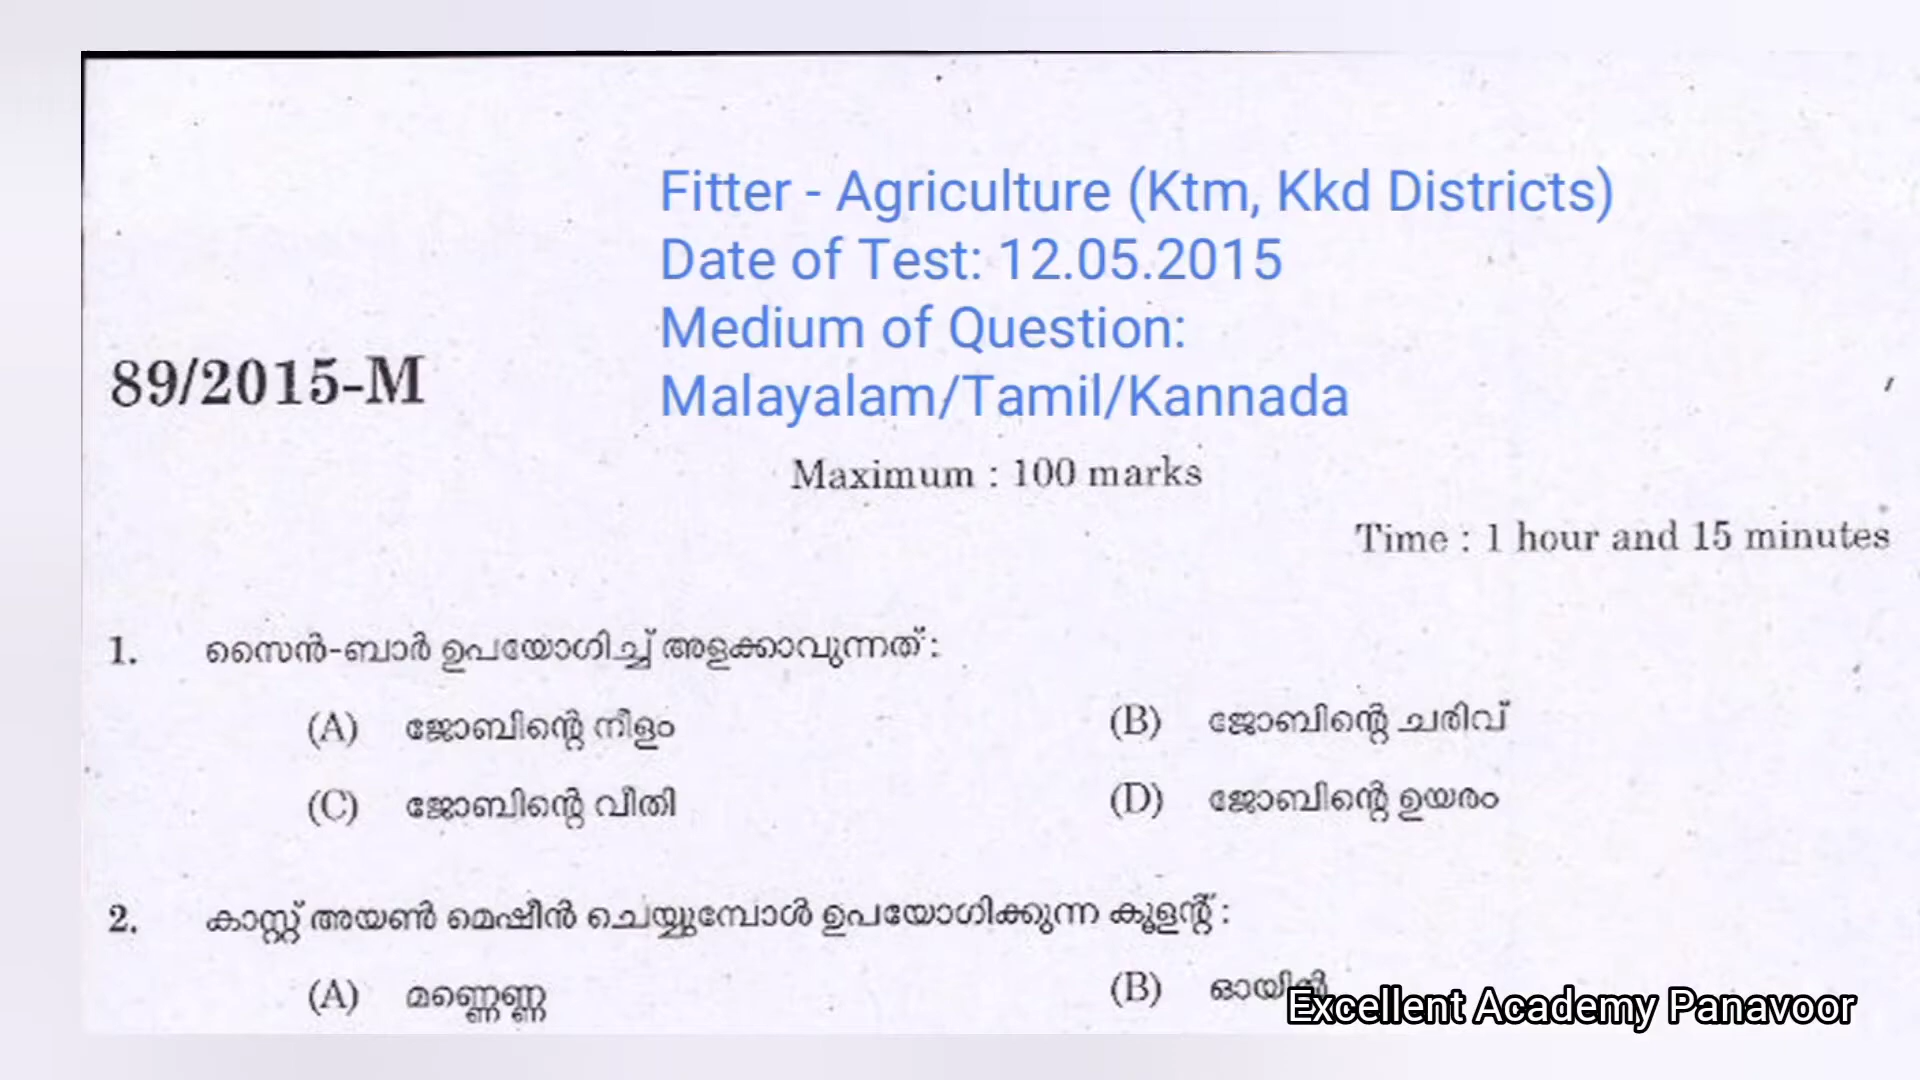 Fitter - Agriculture (Ktm, Kkd Districts)
Date of Test: 12.05.2015
Medium of Question:
Malayalam/Tamil/Kannada
89/2015-M
Maximum : 100 marks
Time : 1 hour and 15 minutes
1. സൈൻ-ബാർ ഉപയോഗിച്ച് അളക്കാവുന്നത് :
(A) ജോബിന്റെ നീളം (B) ജോബിന്റെ ചരിവ്
(C) ജോബിന്റെ വീതി (D) ജോബിന്റെ ഉയരം
2. കാസ്റ്റ് അയൺ മെഷീൻ ചെയ്യുമ്പോൾ ഉപയോഗിക്കുന്ന കൂളന്റ് :
(A) മണ്ണെണ്ണ (B)
Excellent Academy Panavoor